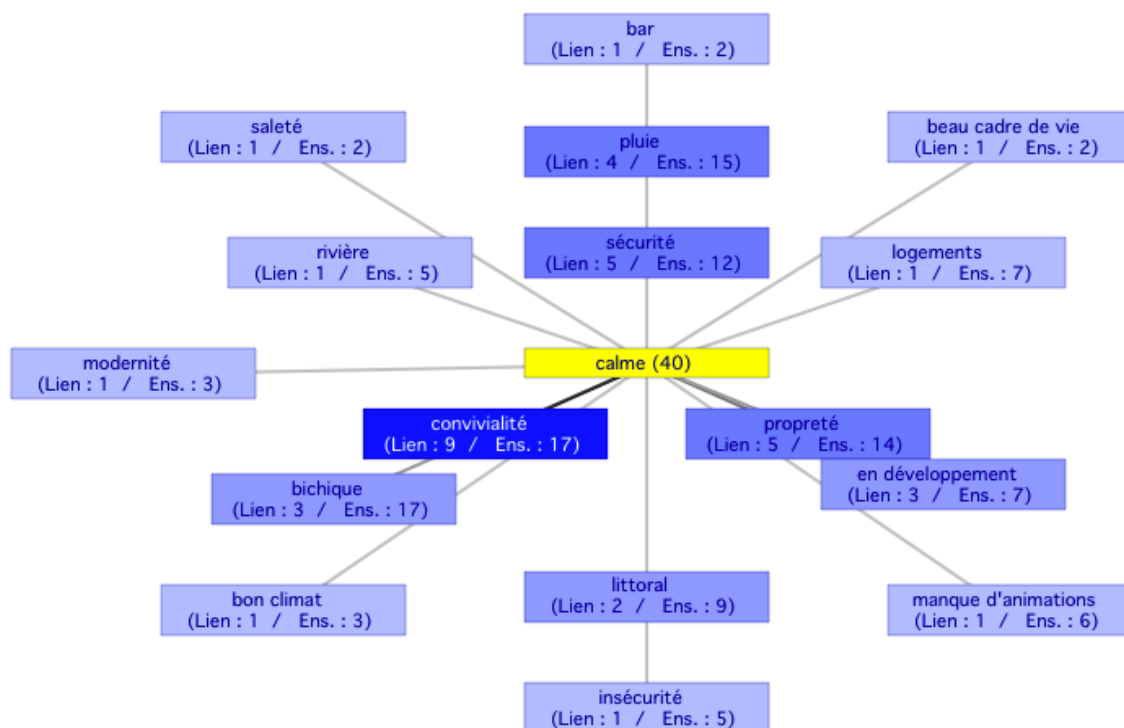 bar
(Lien : 1 / Ens. : 2)
saleté
(Lien : 1 / Ens. : 2)
pluie
(Lien : 4 / Ens. : 15)
beau cadre de vie
(Lien : 1 / Ens. : 2)
rivière
(Lien : 1 / Ens. : 5)
sécurité
(Lien : 5 / Ens. : 12)
logements
(Lien : 1 / Ens. : 7)
modernité
(Lien : 1 / Ens. : 3)
calme (40)
convivialité
(Lien : 9 / Ens. : 17)
propreté
(Lien : 5 / Ens. : 14)
bichique
(Lien : 3 / Ens. : 17)
en développement
(Lien : 3 / Ens. : 7)
bon climat
(Lien : 1 / Ens. : 3)
littoral
(Lien : 2 / Ens. : 9)
manque d'animations
(Lien : 1 / Ens. : 6)
insécurité
(Lien : 1 / Ens. : 5)